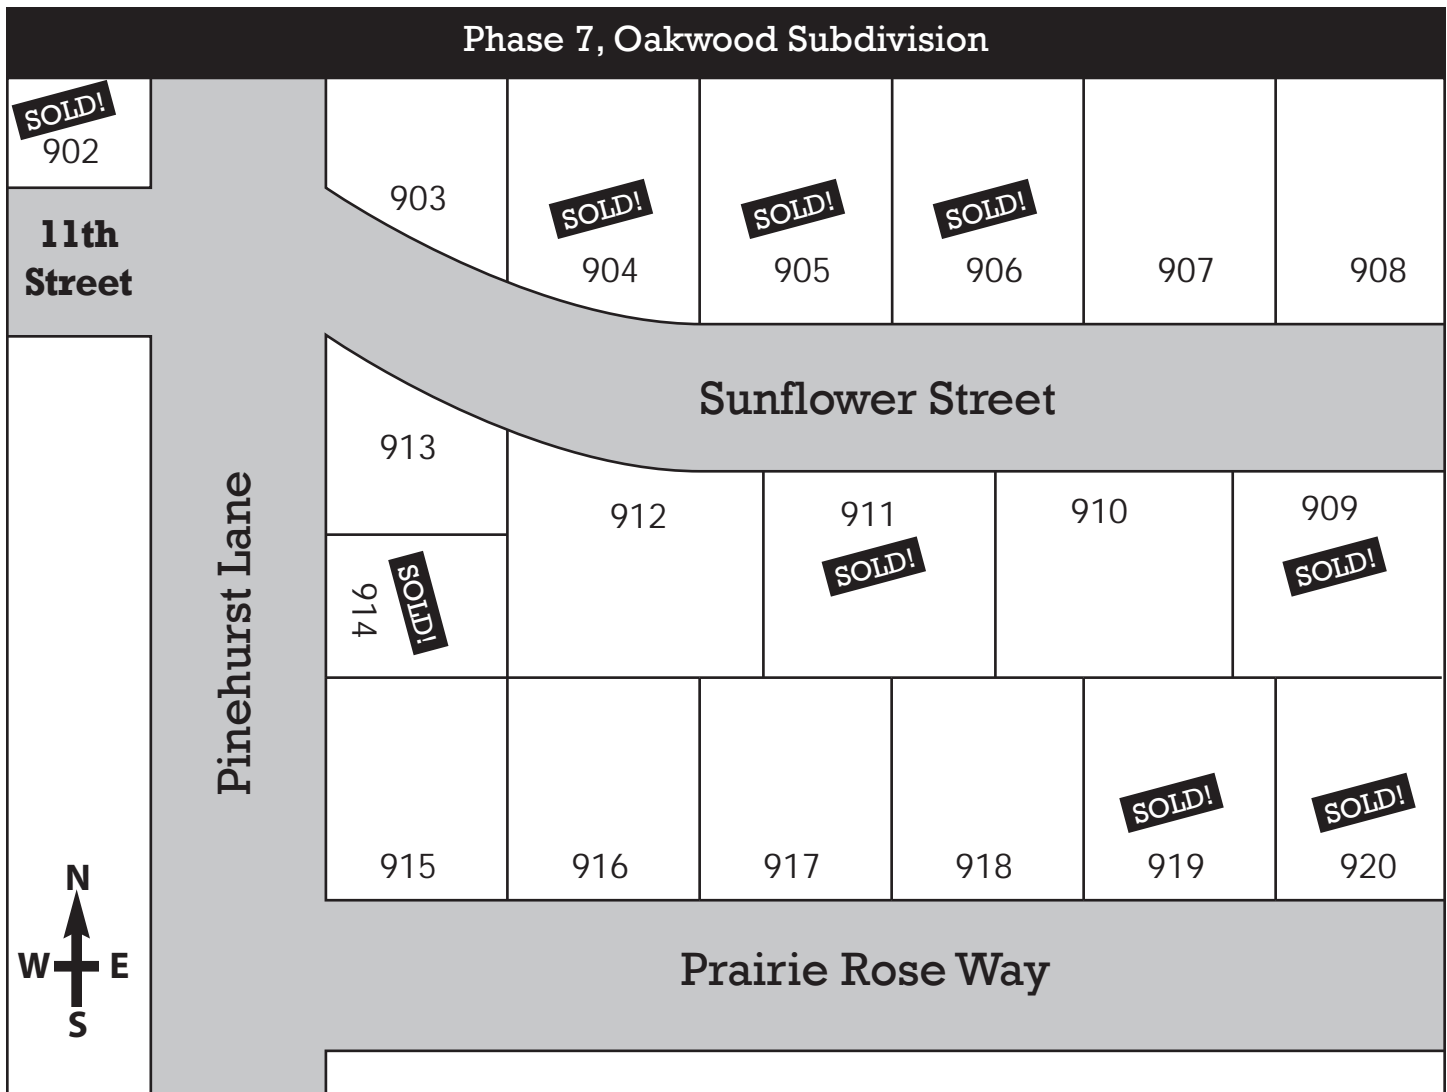 Phase 7, Oakwood Subdivision
SOLD!
902
11th
Street
903
SOLD!
904
SOLD!
905
SOLD!
906
907
908
Sunflower Street
Pinehurst Lane
913
912
911
SOLD!
910
909
SOLD!
914
SOLD!
915
916
917
918
SOLD!
919
SOLD!
920
N
W E
S
Prairie Rose Way